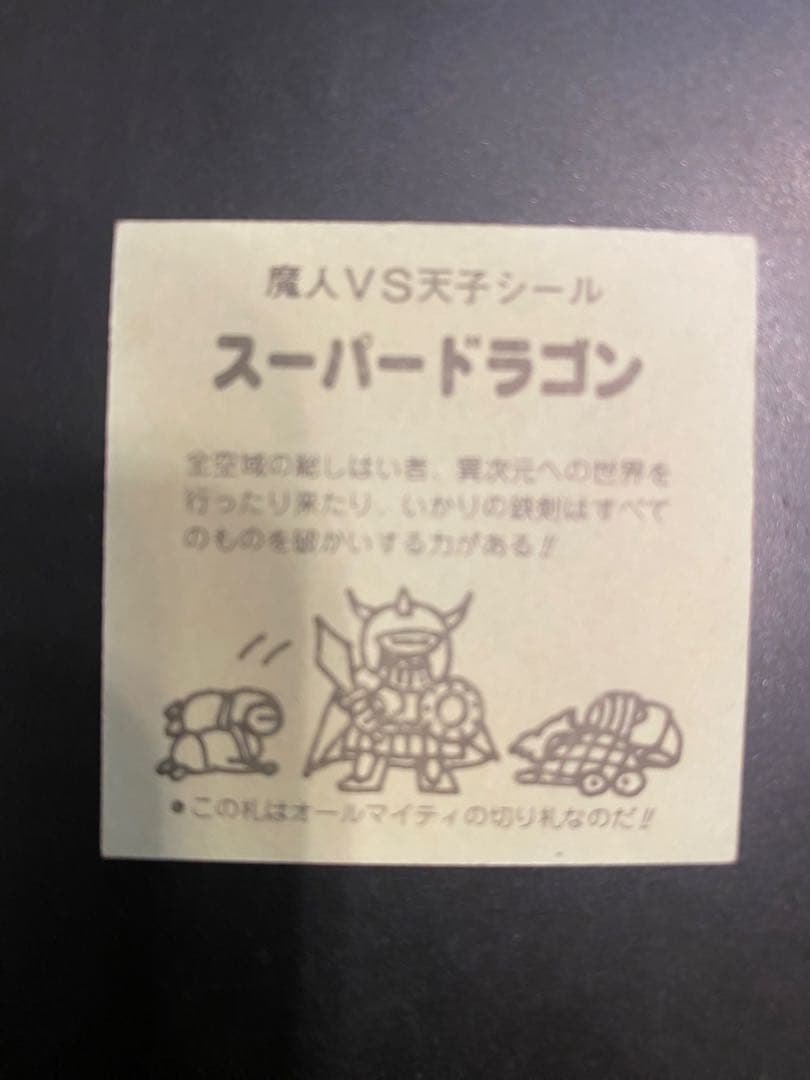 魔人VS天子シール
スーパードラゴン
全空域の総しはい者、異次元への世界を
行ったり来たり、いかりの鉄剣はすべて
のものを破かいする力がある!!
●この札はオールマイティの切り札なのだ!!